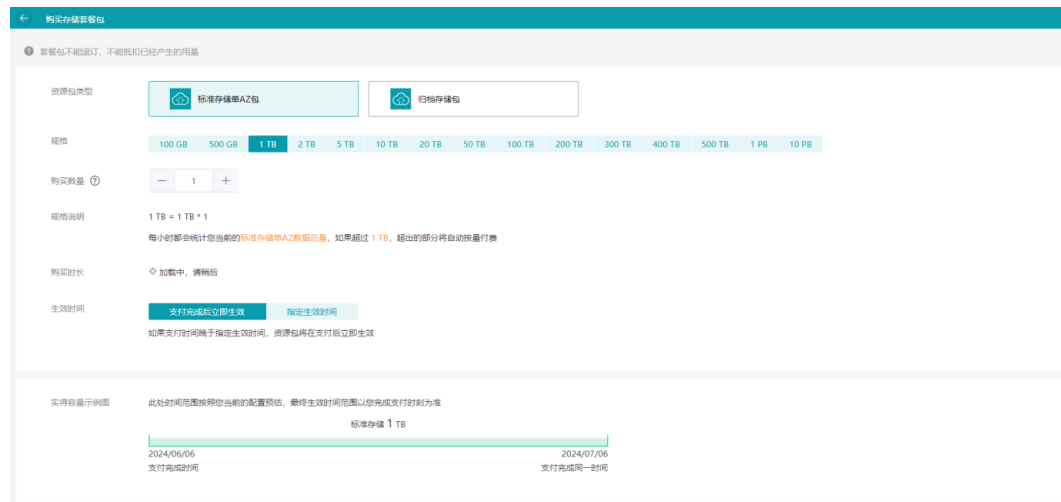 购买存储套餐包
套餐包不能退订，不能抵扣已经产生的用量
资源包类型
标准存储单AZ包
归档存储包
规格
100 GB 500 GB 1 TB 2 TB 5 TB 10 TB 20 TB 50 TB 100 TB 200 TB 300 TB 400 TB 500 TB 1 PB 10 PB
购买数量
1
规格说明
1 TB = 1 TB * 1
每小时都会统计您当前的标准存储单AZ数据总量，如果超过 1 TB，超出的部分将自动按量付费
购买时长
加载中，请稍后
生效时间
支付完成后立即生效 指定生效时间
如果支付时间晚于指定生效时间，资源包将在支付后立即生效
实得容量示例图
此处时间范围按照您当前的配置预估，最终生效时间范围以您完成支付时刻为准
标准存储 1 TB
2024/06/06 2024/07/06
支付完成时间 支付完成同一时间